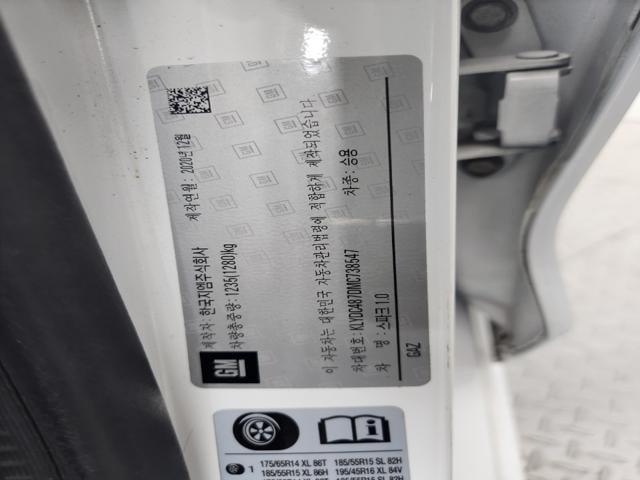 GM
제작자: 한국지엠주식회사 제작연월: 2020년 12월
차량총중량: 1235(1280)kg
이 자동차는 대한민국 자동차관리법령에 적합하게 제작되었습니다
차대번호: KLYDC487DMC738547 차종: 승용
차 명: 스파크1.0
GAZ
1 175/65R14 XL 86T 185/55R15 SL 82H
185/55R15 XL 86H 195/45R16 XL 84V